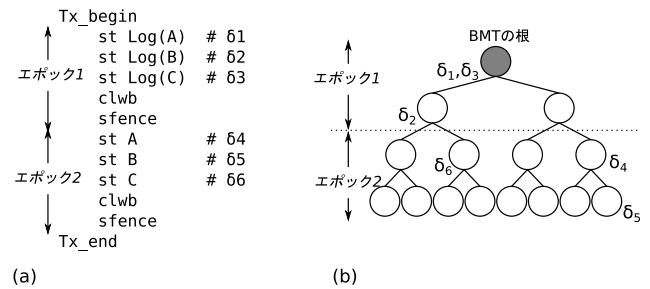 Tx_begin
st Log(A) # δ1
st Log(B) # δ2
エポック1
st Log(C) # δ3
clwb
sfence
st A # δ4
st B # δ5
エポック2
st C # δ6
clwb
sfence
Tx_end
(a)
BMTの根
エポック1
δ1,δ3
δ2
δ6
δ4
エポック2
δ5
(b)